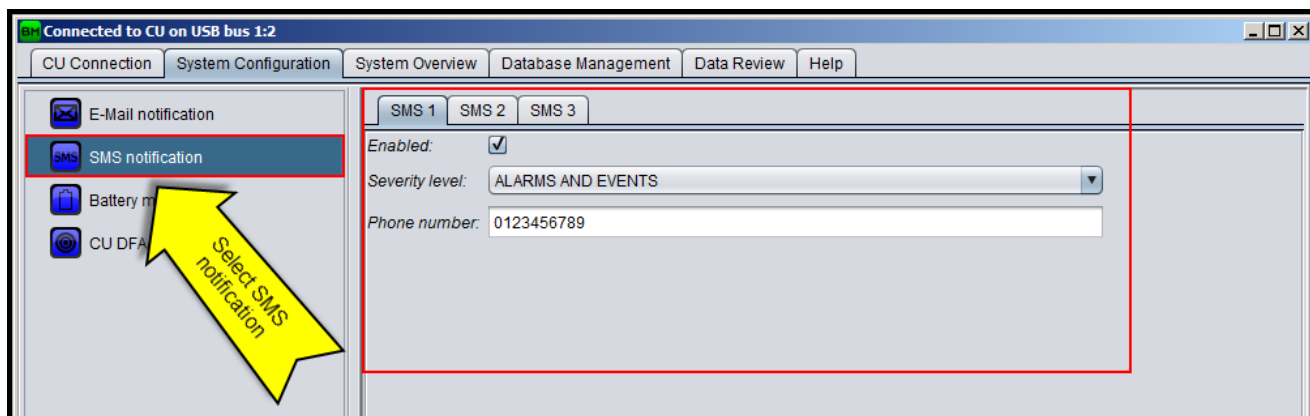 BM Connected to CU on USB bus 1:2
CU Connection System Configuration System Overview Database Management Data Review Help
E-Mail notification
SMS SMS notification
Battery m
CU DFA
Select SMS
notification
SMS 1 SMS 2 SMS 3
Enabled:
Severity level: ALARMS AND EVENTS
Phone number: 0123456789